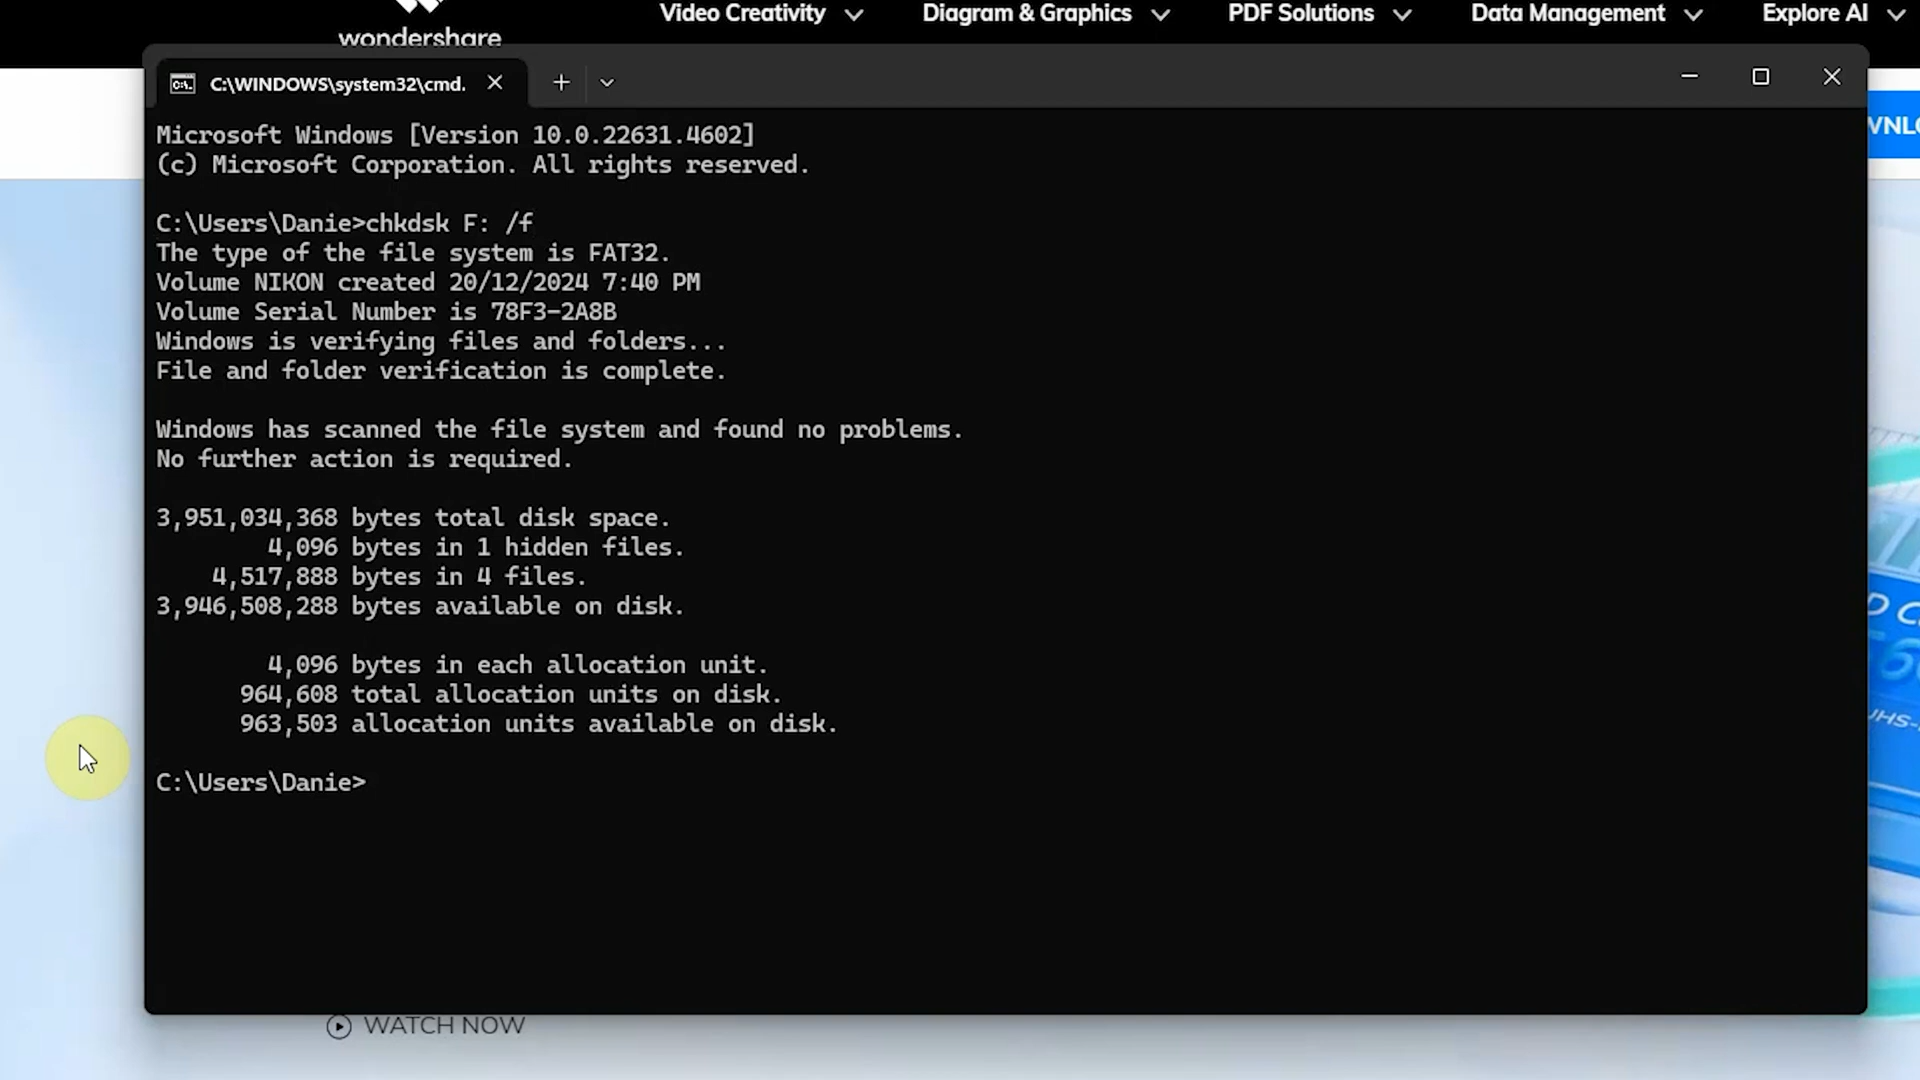 Video Creativity
Diagram & Graphics
PDF Solutions
Data Management
Explore AI
wondershare
C:\WINDOWS\system32\cmd.
Microsoft Windows [Version 10.0.22631.4602]
(c) Microsoft Corporation. All rights reserved.
C:\Users\Danie>chkdsk F: /f
The type of the file system is FAT32.
Volume NIKON created 20/12/2024 7:40 PM
Volume Serial Number is 78F3-2A8B
Windows is verifying files and folders...
File and folder verification is complete.
Windows has scanned the file system and found no problems.
No further action is required.
3,951,034,368 bytes total disk space.
4,096 bytes in 1 hidden files.
4,517,888 bytes in 4 files.
3,946,508,288 bytes available on disk.
4,096 bytes in each allocation unit.
964,608 total allocation units on disk.
963,503 allocation units available on disk.
C:\Users\Danie>
WATCH NOW